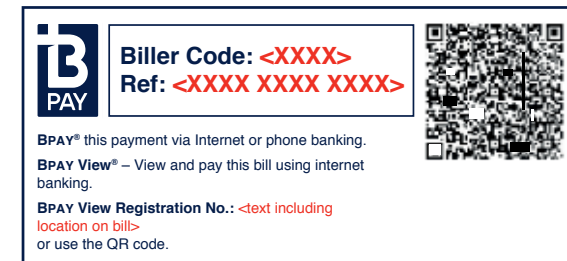 B
PAY
Biller Code: <XXXX>
Ref: <XXXX XXXX XXXX>
BPAY® this payment via Internet or phone banking.
BPAY View® – View and pay this bill using internet
banking.
BPAY View Registration No.: <text including
location on bill>
or use the QR code.